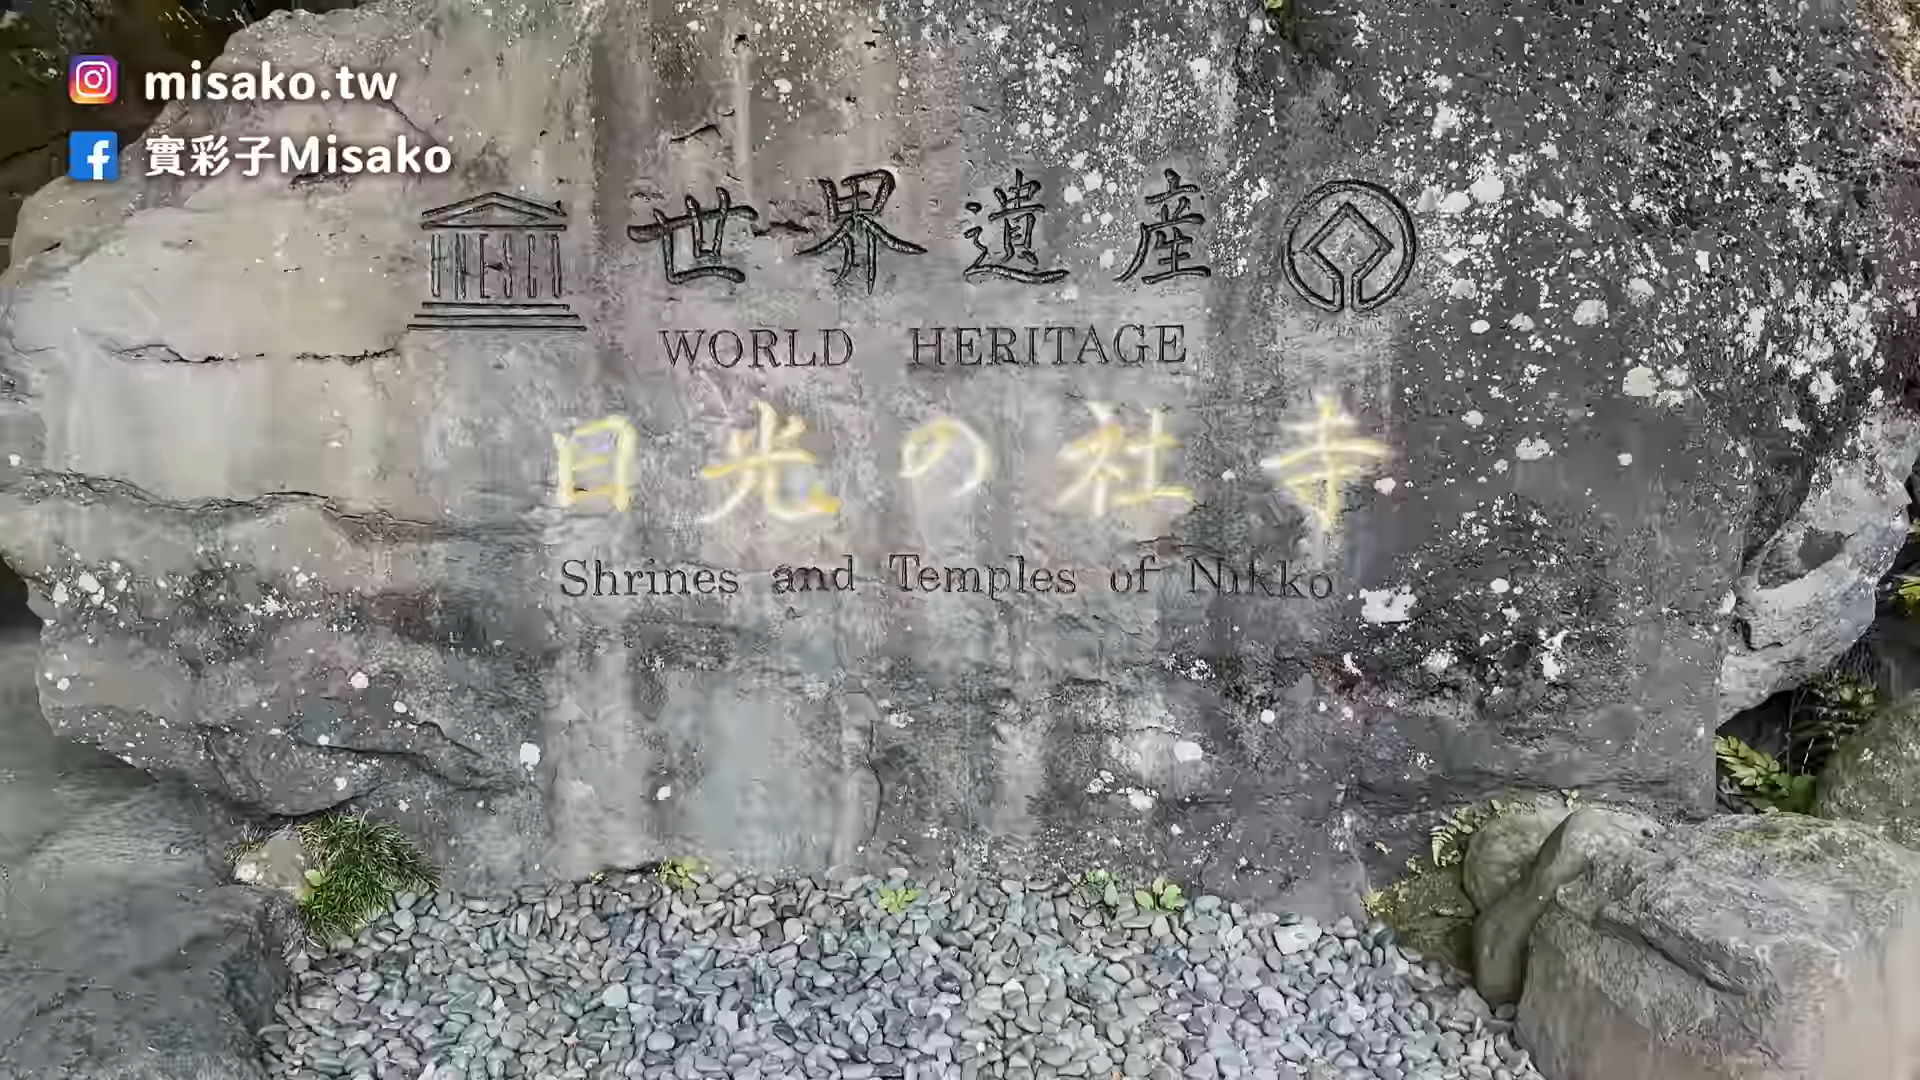 misako.tw
實彩子Misako
UNESCO
世界遺産
WORLD HERITAGE
日光の社寺
Shrines and Temples of Nikko